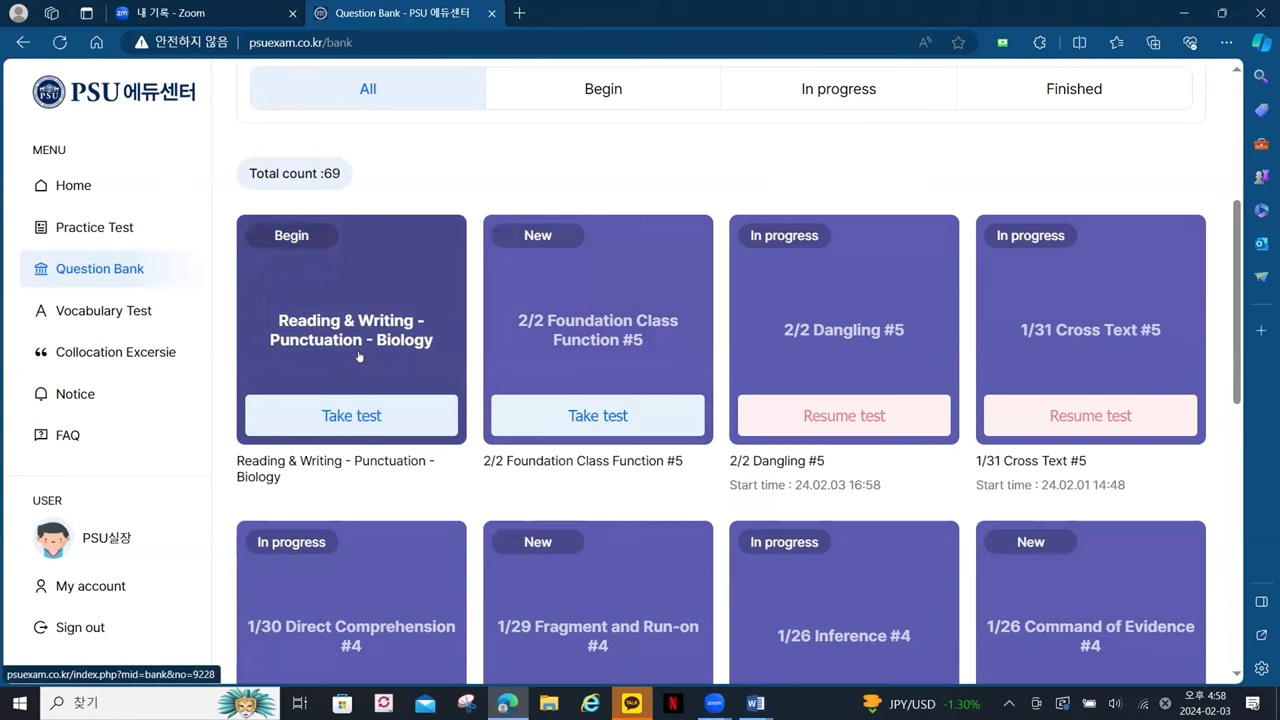 내 기록 - Zoom
Question Bank - PSU 에듀센터
안전하지 않음
psuexam.co.kr/bank
PSU 에듀센터
MENU
Home
Practice Test
Question Bank
Vocabulary Test
Collocation Excersie
Notice
FAQ
USER
PSU실장
My account
Sign out
All
Begin
In progress
Finished
Total count :69
Begin
Reading & Writing -
Punctuation - Biology
Take test
Reading & Writing - Punctuation -
Biology
New
2/2 Foundation Class
Function #5
Take test
2/2 Foundation Class Function #5
In progress
2/2 Dangling #5
Resume test
2/2 Dangling #5
Start time : 24.02.03 16:58
In progress
1/31 Cross Text #5
Resume test
1/31 Cross Text #5
Start time : 24.02.01 14:48
In progress
1/30 Direct Comprehension
#4
New
1/29 Fragment and Run-on
#4
In progress
1/26 Inference #4
New
1/26 Command of Evidence
#4
psuexam.co.kr/index.php?mid=bank&no=9228
찾기
JPY/USD -1.30%
오후 4:58
2024-02-03